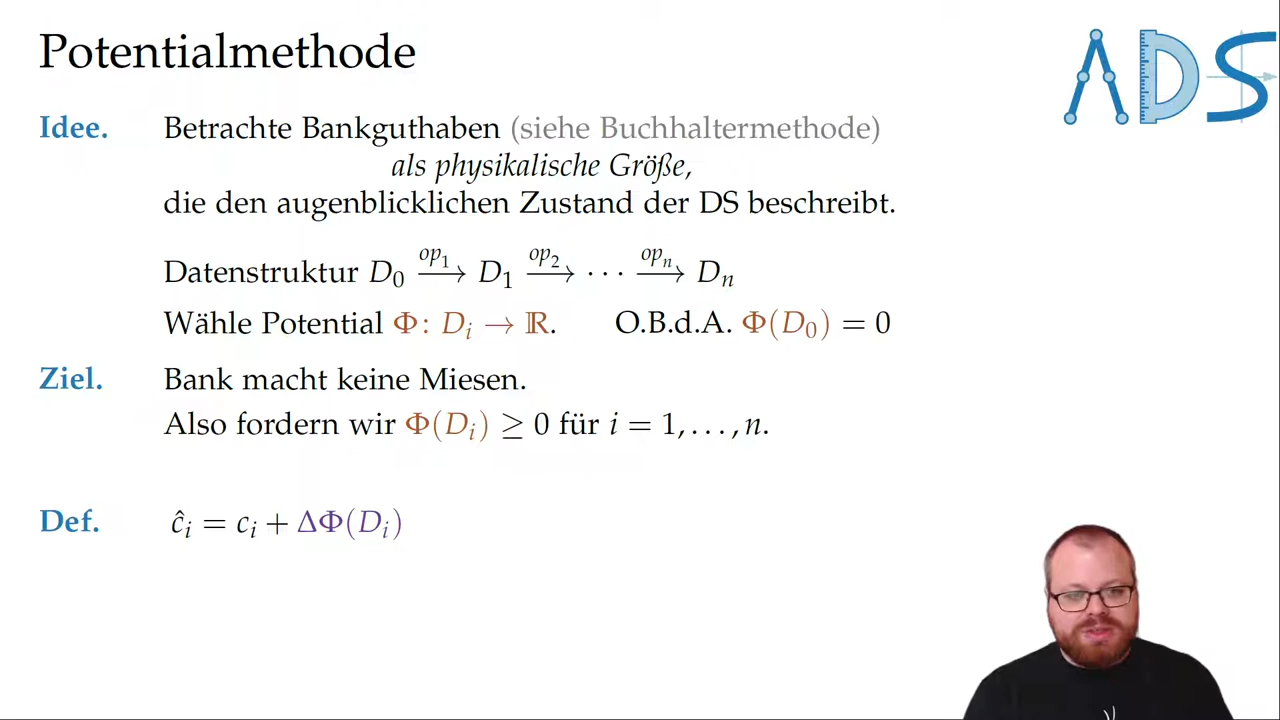 Potentialmethode
ADS
Idee. Betrachte Bankguthaben (siehe Buchhaltermethode)
als physikalische Größe,
die den augenblicklichen Zustand der DS beschreibt.
Datenstruktur D₀ —op₁→ D₁ —op₂→ ⋯ —opₙ→ Dₙ
Wähle Potential Φ: Dᵢ → ℝ. O.B.d.A. Φ(D₀) = 0
Ziel. Bank macht keine Miesen.
Also fordern wir Φ(Dᵢ) ≥ 0 für i = 1, . . . , n.
Def. ĉᵢ = cᵢ + ΔΦ(Dᵢ)